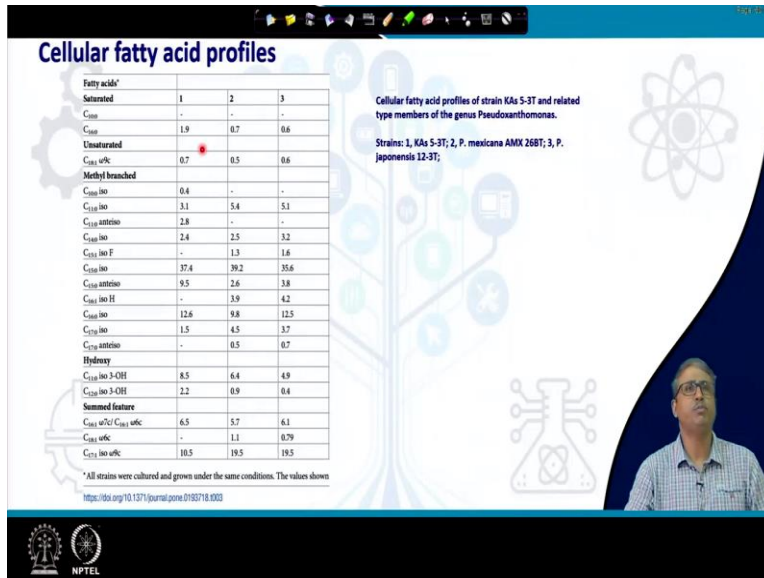 Cellular fatty acid profiles
Fatty acids*
Saturated 1 2 3
C10:0 - - -
C16:0 1.9 0.7 0.6
Unsaturated
C18:1 ω9c 0.7 0.5 0.6
Methyl branched
C10:0 iso 0.4 - -
C11:0 iso 3.1 5.4 5.1
C11:0 anteiso 2.8 - -
C14:0 iso 2.4 2.5 3.2
C15:1 iso F - 1.3 1.6
C15:0 iso 37.4 39.2 35.6
C15:0 anteiso 9.5 2.6 3.8
C16:1 iso H - 3.9 4.2
C16:0 iso 12.6 9.8 12.5
C17:0 iso 1.5 4.5 3.7
C17:0 anteiso - 0.5 0.7
Hydroxy
C11:0 iso 3-OH 8.5 6.4 4.9
C12:0 iso 3-OH 2.2 0.9 0.4
Summed feature
C16:1 ω7c/ C16:1 ω6c 6.5 5.7 6.1
C18:1 ω6c - 1.1 0.79
C17:1 iso ω9c 10.5 19.5 19.5
*All strains were cultured and grown under the same conditions. The values shown
https://doi.org/10.1371/journal.pone.0193718.t003
Cellular fatty acid profiles of strain KAs 5-3T and related
type members of the genus Pseudoxanthomonas.
Strains: 1, KAs 5-3T; 2, P. mexicana AMX 26BT; 3, P.
japonensis 12-3T;
NPTEL